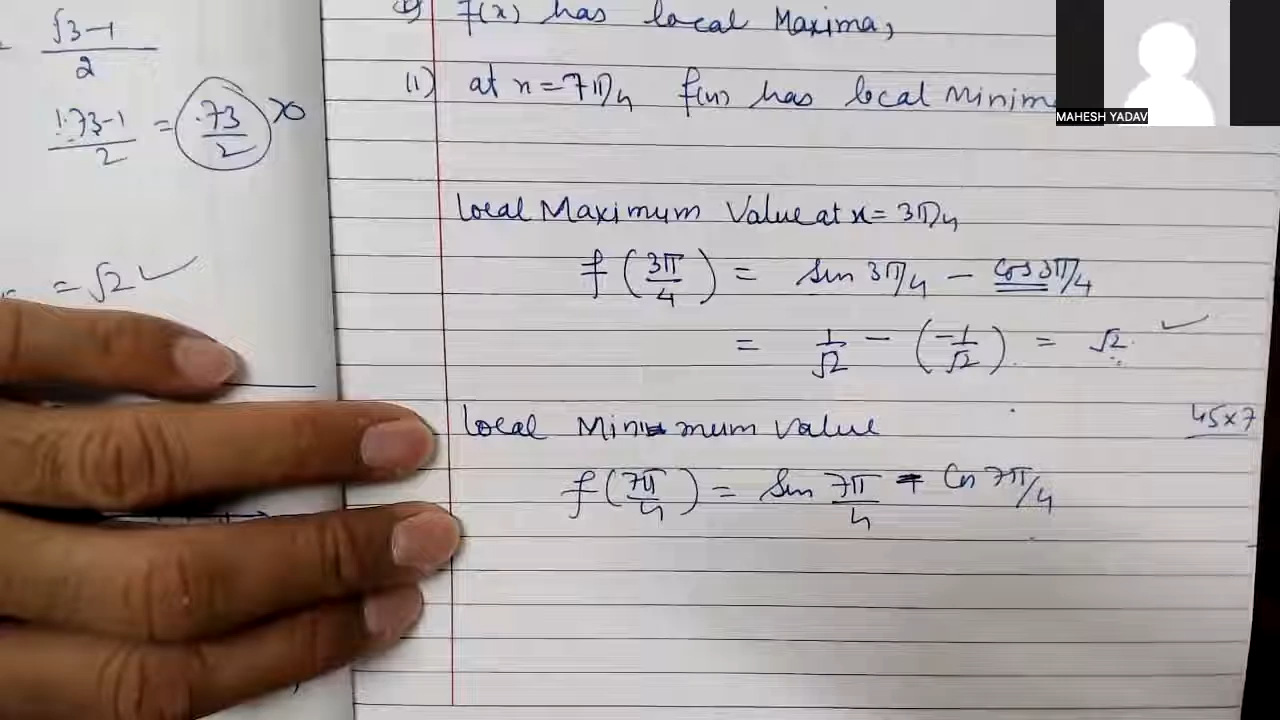 √3-1
2
1.73-1 = .73
2 2
= √2 ✓
f(x) has local Maxima,
(11) at x = 7π/4 f(x) has local minim
MAHESH YADAV
Local Maximum Value at x = 3π/4
f(3π/4) = Sin 3π/4 - Cos 3π/4
= 1/√2 - (-1/√2) = √2 ✓
Local Minimum Value
45×7
f(7π/4) = Sin 7π/4 - Cos 7π/4